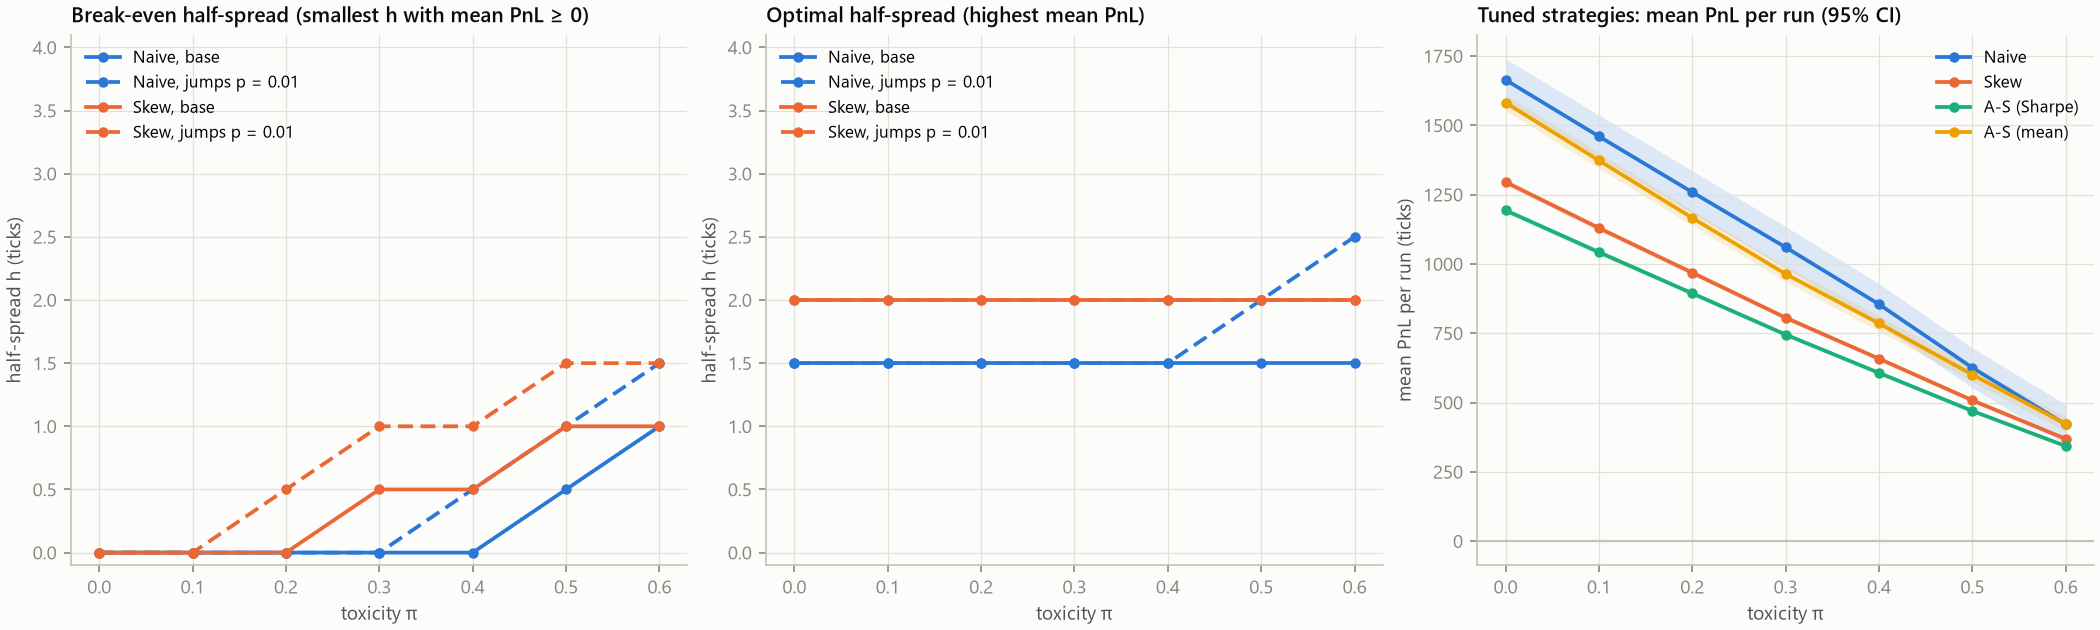 Break-even half-spread (smallest h with mean PnL ≥ 0)
4.0
3.5
3.0
2.5
2.0
1.5
1.0
0.5
0.0
half-spread h (ticks)
Naive, base
Naive, jumps p = 0.01
Skew, base
Skew, jumps p = 0.01
0.0 0.1 0.2 0.3 0.4 0.5 0.6
toxicity π
Optimal half-spread (highest mean PnL)
4.0
3.5
3.0
2.5
2.0
1.5
1.0
0.5
0.0
half-spread h (ticks)
Naive, base
Naive, jumps p = 0.01
Skew, base
Skew, jumps p = 0.01
0.0 0.1 0.2 0.3 0.4 0.5 0.6
toxicity π
Tuned strategies: mean PnL per run (95% CI)
1750
1500
1250
1000
750
500
250
0
mean PnL per run (ticks)
Naive
Skew
A-S (Sharpe)
A-S (mean)
0.0 0.1 0.2 0.3 0.4 0.5 0.6
toxicity π